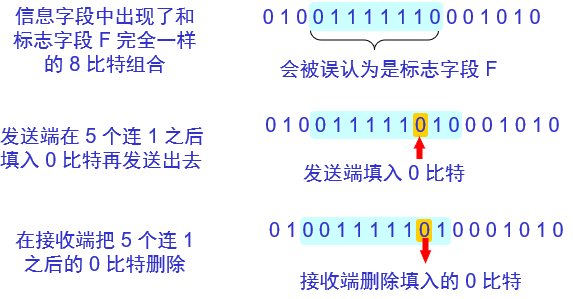 信息字段中出现了和
标志字段 F 完全一样
的 8 比特组合
0 1 0 0 1 1 1 1 1 1 0 0 0 1 0 1 0
会被误认为是标志字段 F
发送端在 5 个连 1 之后
填入 0 比特再发送出去
0 1 0 0 1 1 1 1 1 0 1 0 0 0 1 0 1 0
发送端填入 0 比特
在接收端把 5 个连 1
之后的 0 比特删除
0 1 0 0 1 1 1 1 1 0 1 0 0 0 1 0 1 0
接收端删除填入的 0 比特